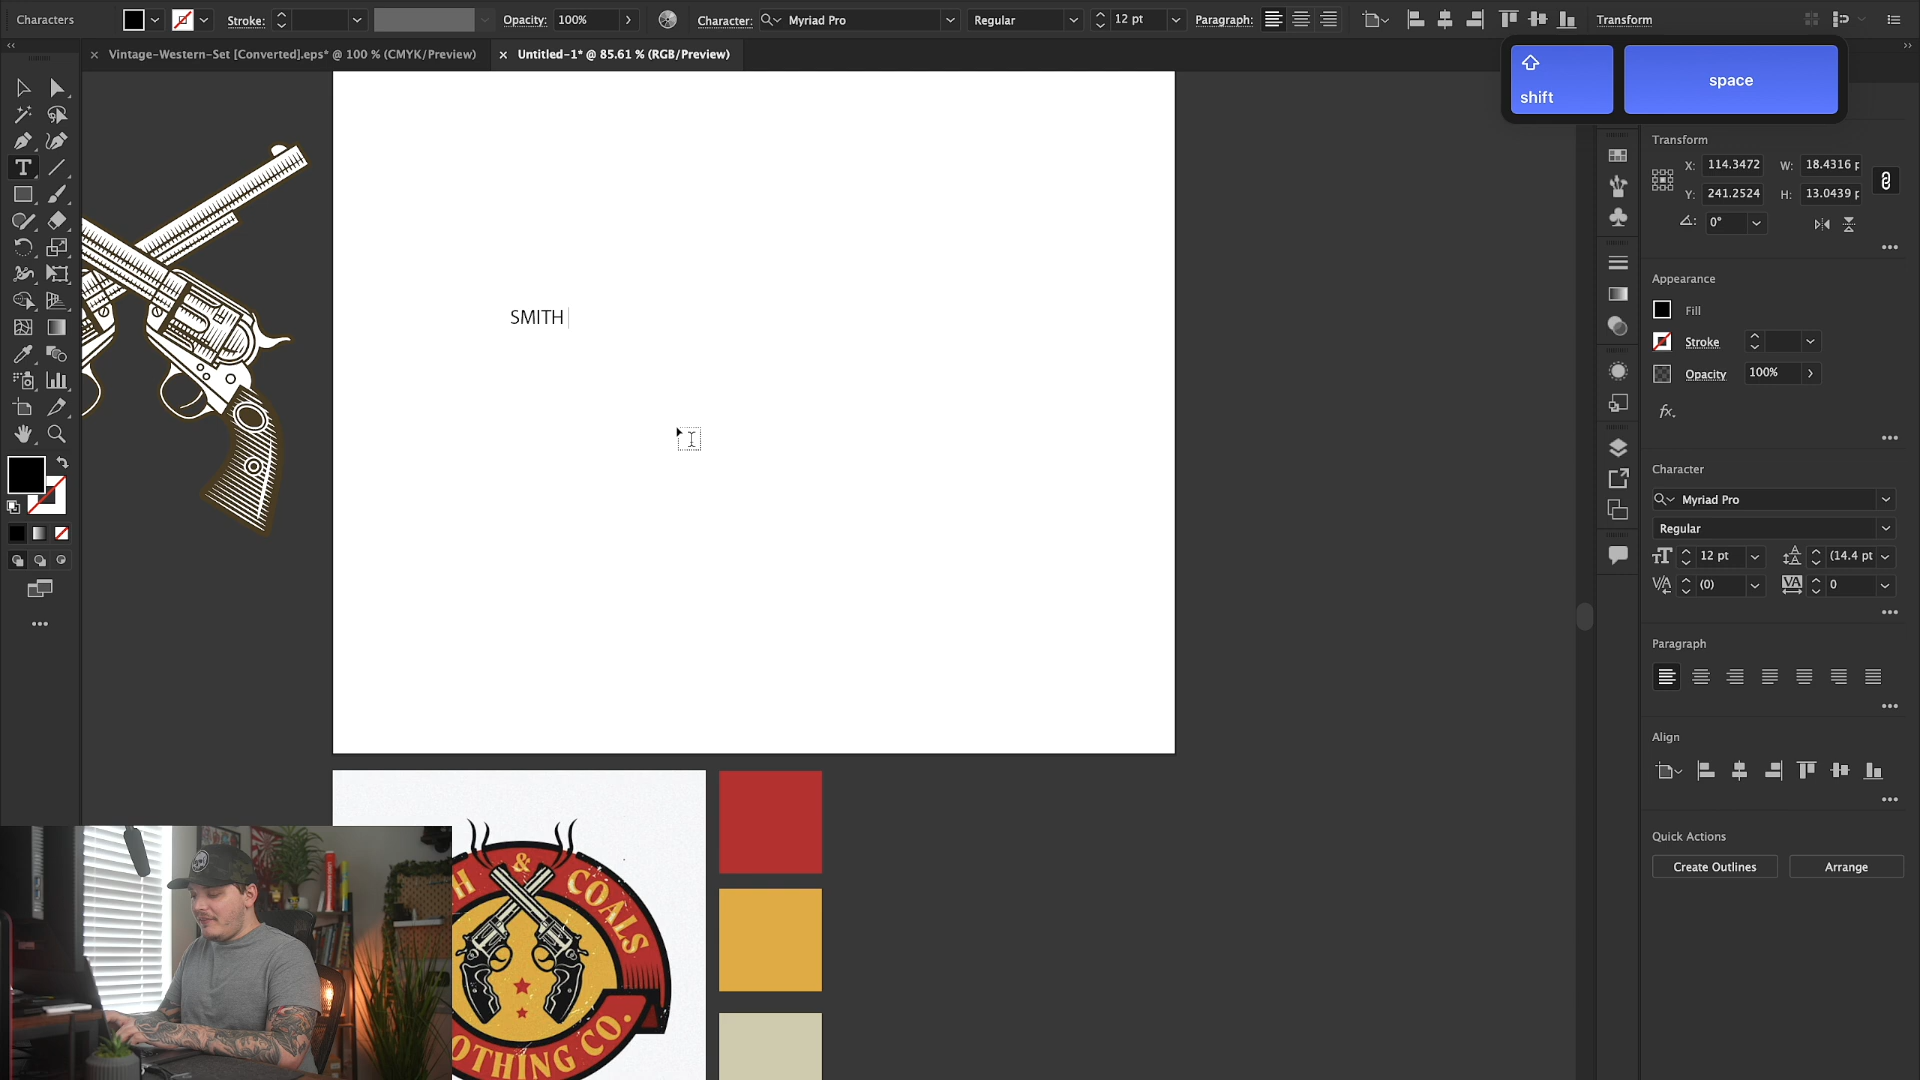 Characters
Stroke:
Opacity: 100%
Character: Myriad Pro
Regular
12 pt
Paragraph:
Transform
Vintage-Western-Set [Converted].eps* @ 100 % (CMYK/Preview)
Untitled-1* @ 85.61 % (RGB/Preview)
shift
space
T
Transform
X: 114.3472 W: 18.4316 p
Y: 241.2524 H: 13.0439 p
0°
Appearance
Fill
Stroke
Opacity 100%
fx.
SMITH
Character
Myriad Pro
Regular
12 pt (14.4 pt
(0) 0
Paragraph
Align
Quick Actions
Create Outlines Arrange
H & COALS
OTHING CO.